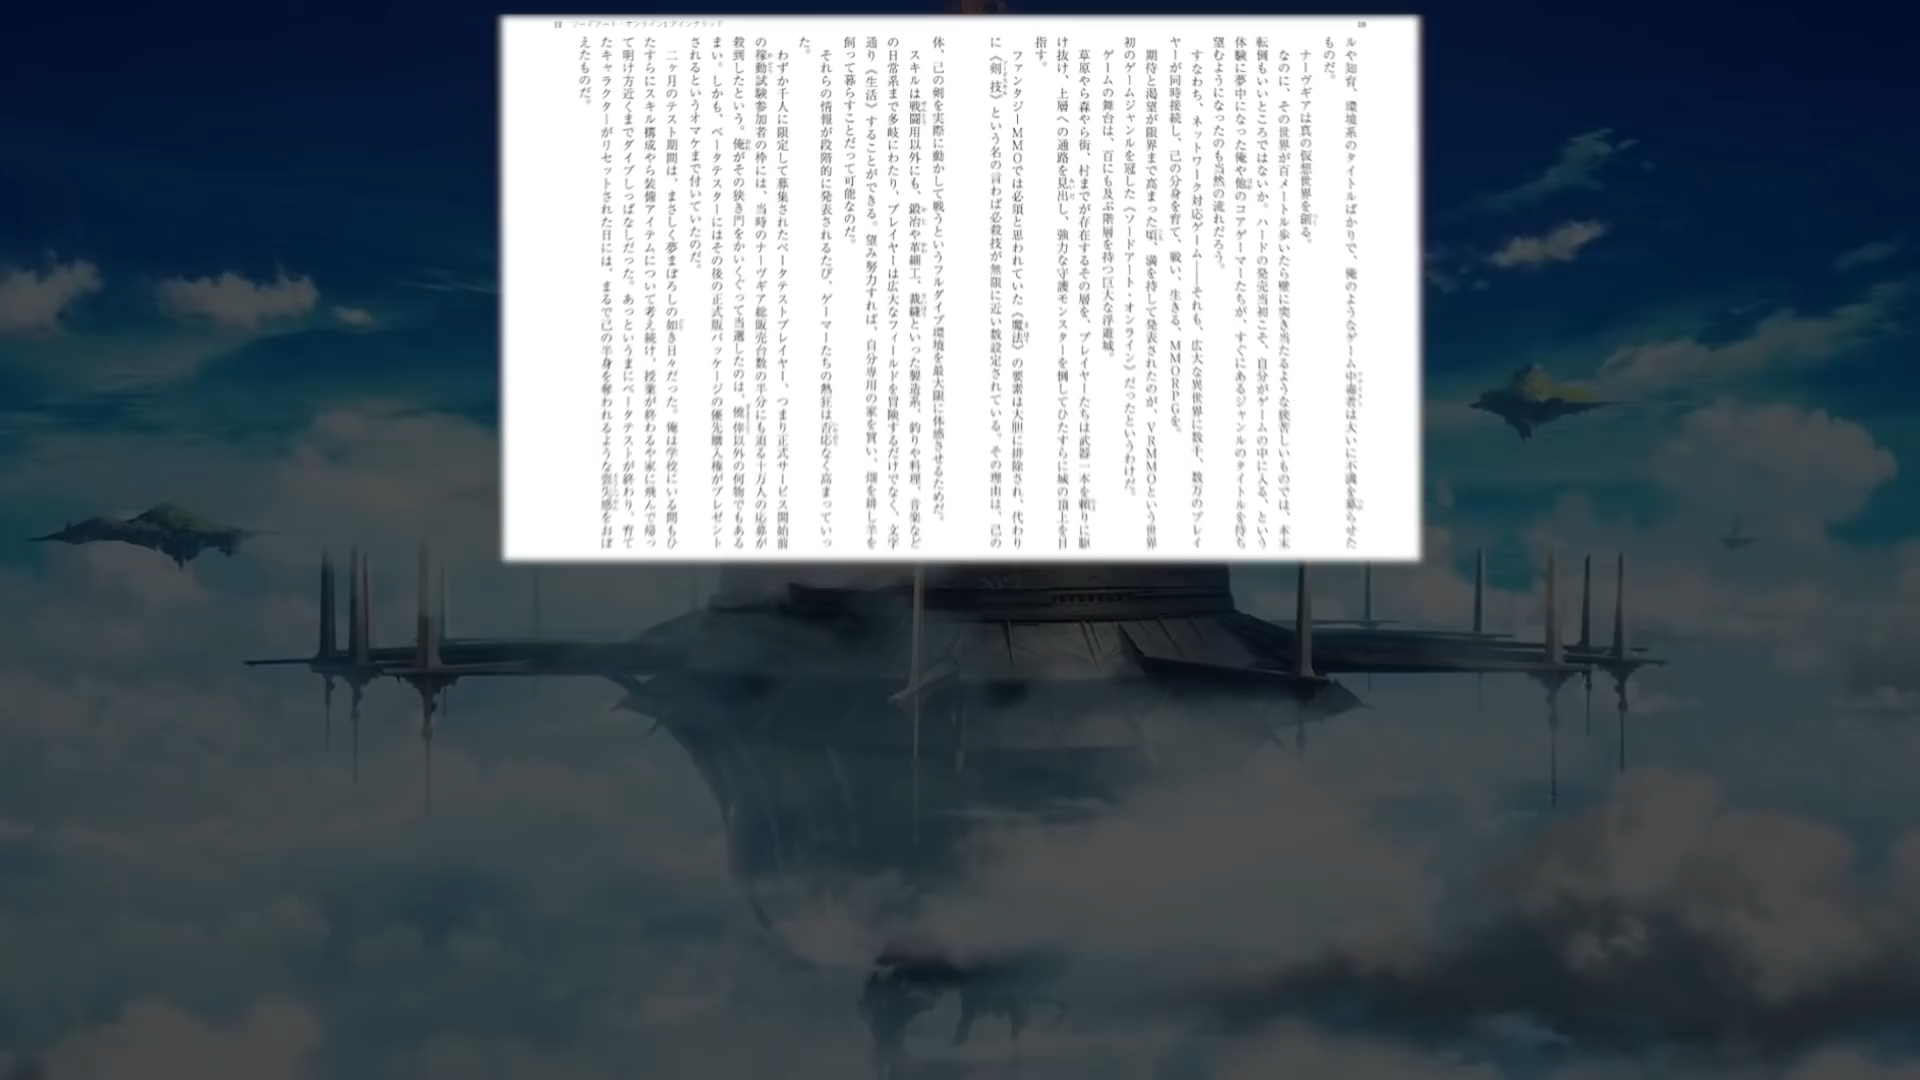 10
ルや知育、環境系のタイトルばかりで、俺のようなゲーム中毒者は大いに不満を募らせた
ものだ。
ナーヴギアは真の仮想世界を創る。
なのに、その世界が百メートル歩いたら壁に突き当たるような狭苦しいものでは、本末
転倒もいいところではないか。ハードの発売当初こそ、自分がゲームの中に入る、という
体験に夢中になった俺や他のコアゲーマーたちが、すぐにあるジャンルのタイトルを待ち
望むようになったのも当然の流れだろう。
すなわち、ネットワーク対応ゲーム――それも、広大な異世界に数千、数万のプレイ
ヤーが同時接続し、己の分身を育て、戦い、生きる、MMORPGを。
期待と渇望が限界まで高まった頃、満を持して発表されたのが、VRMMOという世界
初のゲームジャンルを冠した《ソードアート・オンライン》だったというわけだ。
ゲームの舞台は、百にも及ぶ階層を持つ巨大な浮遊城。
草原やら森やら街、村までが存在するその層を、プレイヤーたちは武器一本を頼りに駆
け抜け、上層への通路を見出し、強力な守護モンスターを倒してひたすらに城の頂上を目
指す。
ファンタジーMMOでは必須と思われていた《魔法》の要素は大胆に排除され、代わり
に《剣技》という名の言わば必殺技が無限に近い数設定されている。その理由は、己の
11 ソードアート・オンライン1 アインクラッド
体、己の剣を実際に動かして戦うというフルダイブ環境を最大限に体感させるためだ。
スキルは戦闘用以外にも、鍛冶や革細工、裁縫といった製造系、釣りや料理、音楽など
の日常系まで多岐にわたり、プレイヤーは広大なフィールドを冒険するだけでなく、文字
通り《生活》することができる。望み努力すれば、自分専用の家を買い、畑を耕し羊を
飼って暮らすことだって可能なのだ。
それらの情報が段階的に発表されるたび、ゲーマーたちの熱狂は否応なく高まっていっ
た。
わずか千人に限定して募集されたベータテストプレイヤー、つまり正式サービス開始前
の稼動試験参加者の枠には、当時のナーヴギア総販売台数の半分にも迫る十万人の応募が
殺到したという。俺がその狭き門をかいくぐって当選したのは、僥倖以外の何物でもある
まい。しかも、ベータテスターにはその後の正式版パッケージの優先購入権がプレゼント
されるというオマケまで付いていたのだ。
二ヶ月のテスト期間は、まさしく夢まぼろしの如き日々だった。俺は学校にいる間もひ
たすらにスキル構成やら装備アイテムについて考え続け、授業が終わるや家に飛んで帰っ
て明け方近くまでダイブしっぱなしだった。あっというまにベータテストが終わり、育て
たキャラクターがリセットされた日には、まるで己の半身を奪われるような喪失感をおぼ
えたものだ。